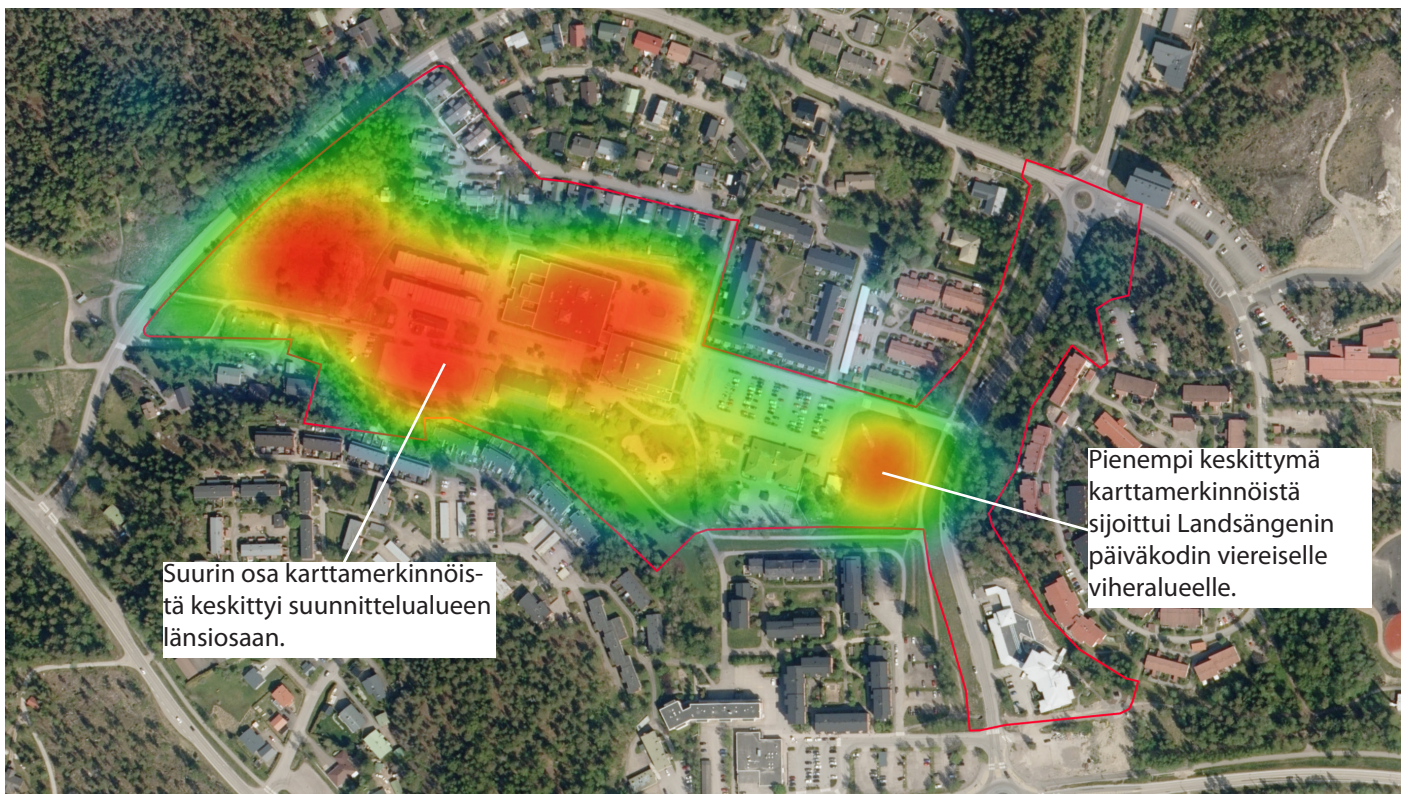 Suurin osa karttamerkinnöis-
tä keskittyi suunnittelualueen
länsiosaan.
Pienempi keskittymä
karttamerkinnöistä
sijoittui Landsängenin
päiväkodin viereiselle
viheralueelle.